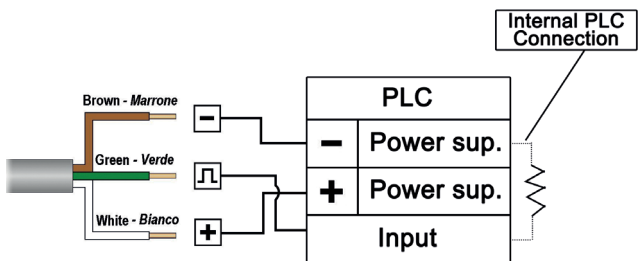 Internal PLC
Connection
PLC
Brown - Marrone
-
- Power sup.
Green - Verde
+ Power sup.
White - Bianco
+
Input